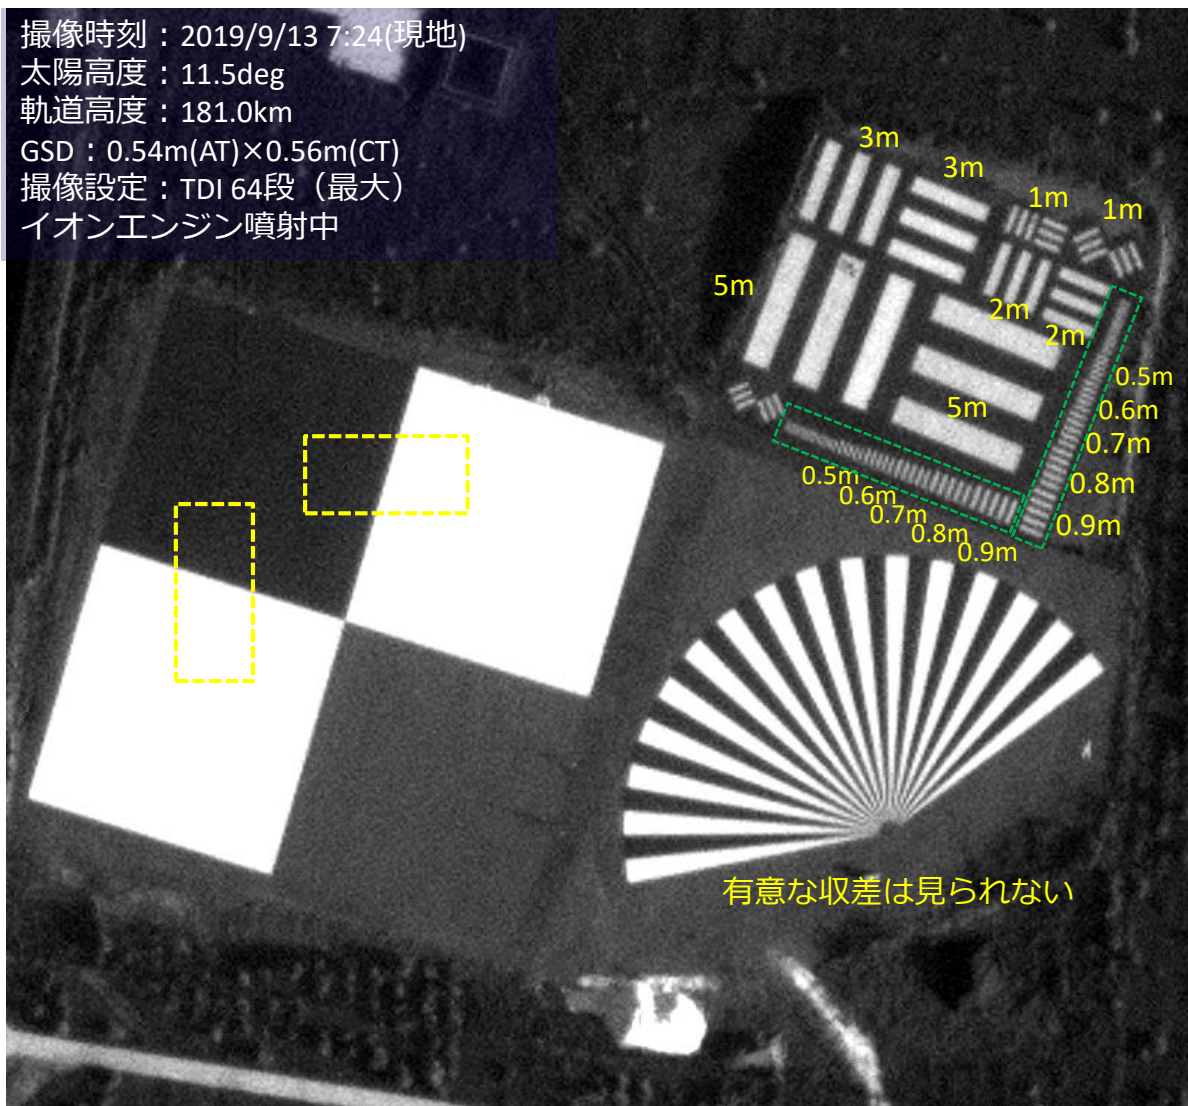 撮像時刻：2019/9/13 7:24(現地)
太陽高度：11.5deg
軌道高度：181.0km
GSD：0.54m(AT)×0.56m(CT)
撮像設定：TDI 64段（最大）
イオンエンジン噴射中
3m
3m
1m
1m
5m
2m
2m
0.5m
0.6m
0.7m
0.8m
0.9m
5m
0.5m
0.6m
0.7m
0.8m
0.9m
有意な収差は見られない